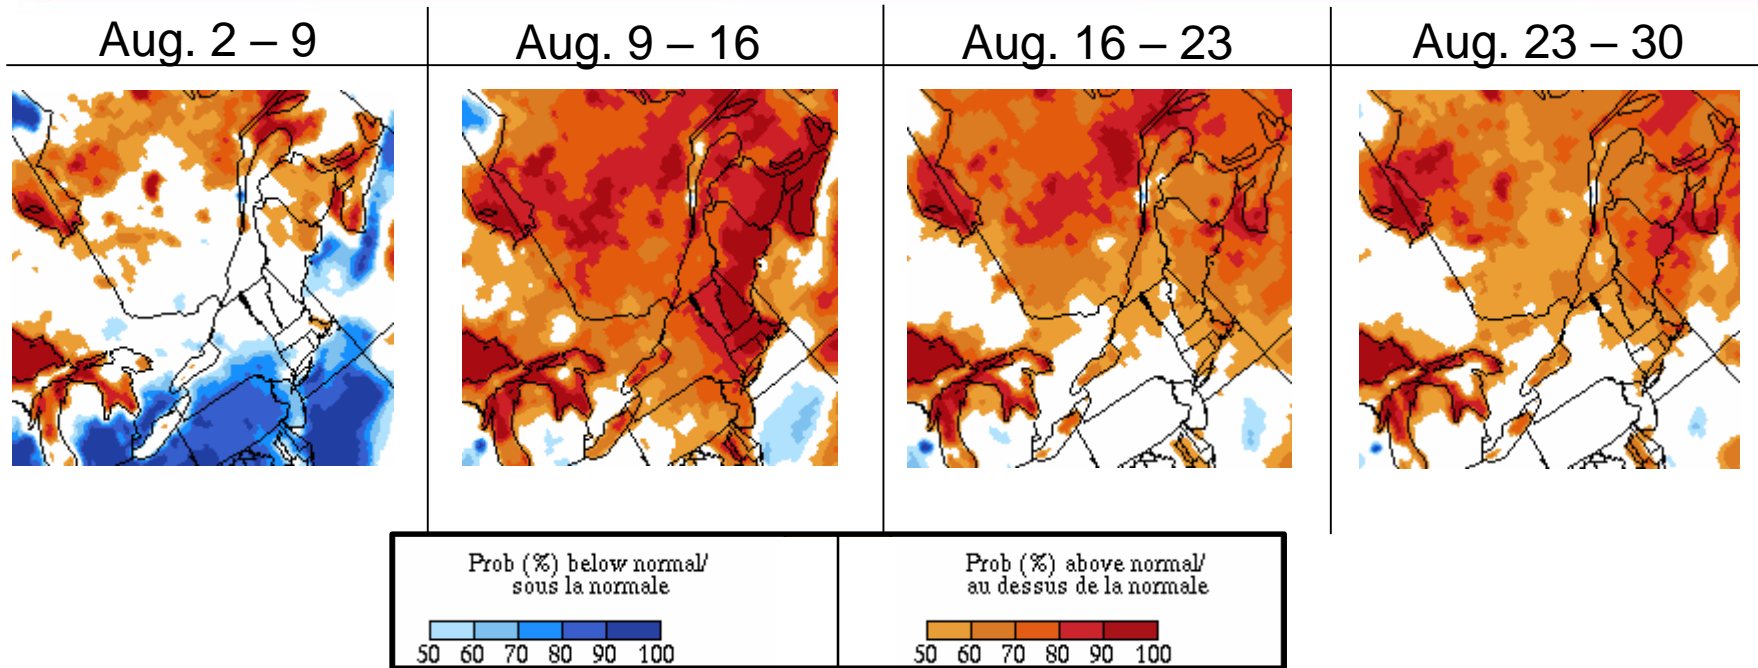 Aug. 2 – 9
Aug. 9 – 16
Aug. 16 – 23
Aug. 23 – 30
Prob (%) below normal/
sous la normale
50 60 70 80 90 100
Prob (%) above normal/
au dessus de la normale
50 60 70 80 90 100